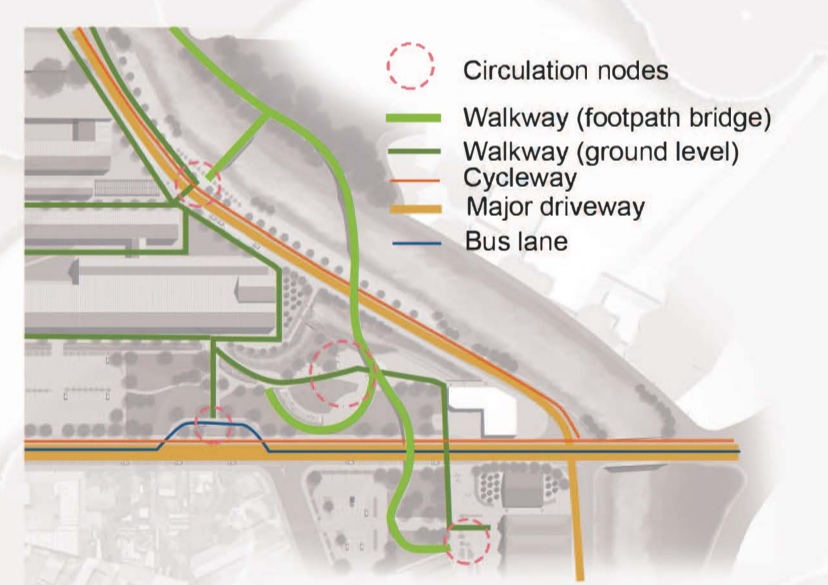 Circulation nodes
Walkway (footpath bridge)
Walkway (ground level)
Cycleway
Major driveway
Bus lane